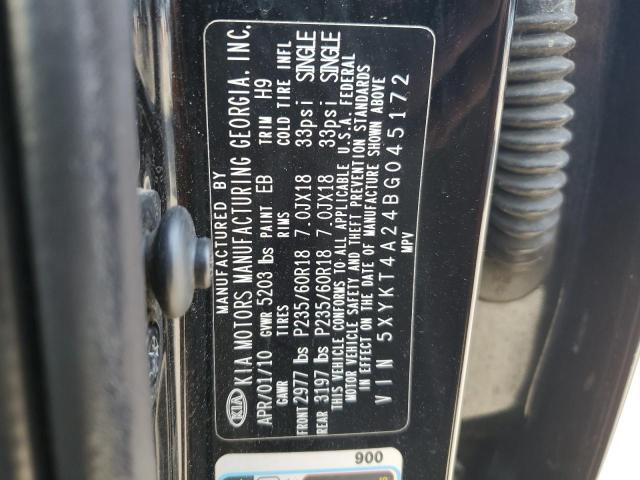 MANUFACTURED BY
KIA KIA MOTORS MANUFACTURING GEORGIA, INC.
APR/01/10 GVWR 5203 lbs PAINT EB TRIM H9
GAWR TIRES RIMS COLD TIRE INFL
FRONT 2977 lbs P235/60R18 7.0JX18 33psi SINGLE
REAR 3197 lbs P235/60R18 7.0JX18 33psi SINGLE
THIS VEHICLE CONFORMS TO ALL APPLICABLE U.S.A. FEDERAL
MOTOR VEHICLE SAFETY AND THEFT PREVENTION STANDARDS
IN EFFECT ON THE DATE OF MANUFACTURE SHOWN ABOVE
VIN 5XYKT4A24BG045172
MPV
900